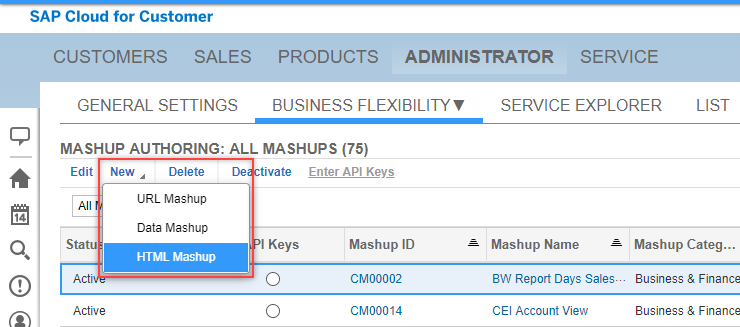 SAP Cloud for Customer
CUSTOMERS SALES PRODUCTS ADMINISTRATOR SERVICE
GENERAL SETTINGS BUSINESS FLEXIBILITY▼ SERVICE EXPLORER LIST
MASHUP AUTHORING: ALL MASHUPS (75)
Edit New Delete Deactivate Enter API Keys
URL Mashup
Data Mashup
HTML Mashup
All M
Status PI Keys Mashup ID Mashup Name Mashup Categ...
Active CM00002 BW Report Days Sales... Business & Finance
Active CM00014 CEI Account View Business & Finance
14